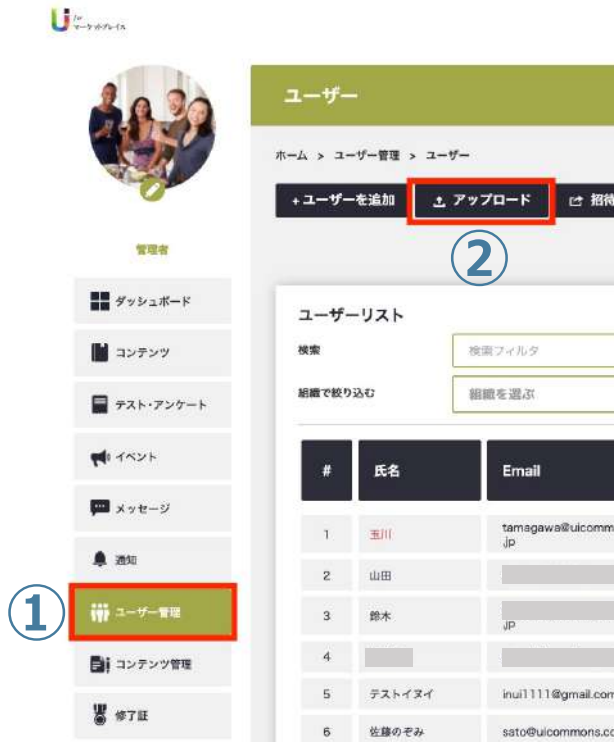 for
マーケットプレイス
ユーザー
ホーム > ユーザー管理 > ユーザー
+ユーザーを追加
アップロード
招待
②
管理者
ダッシュボード
コンテンツ
テスト・アンケート
イベント
メッセージ
通知
①
ユーザー管理
コンテンツ管理
修了証
ユーザーリスト
検索
検索フィルタ
組織で絞り込む
組織を選ぶ
# 氏名 Email
1 玉川 tamagawa@uicomm
.jp
2 山田
3 鈴木
.jp
4
5 テストイヌイ inui1111@gmail.com
6 佐藤のぞみ sato@uicommons.co